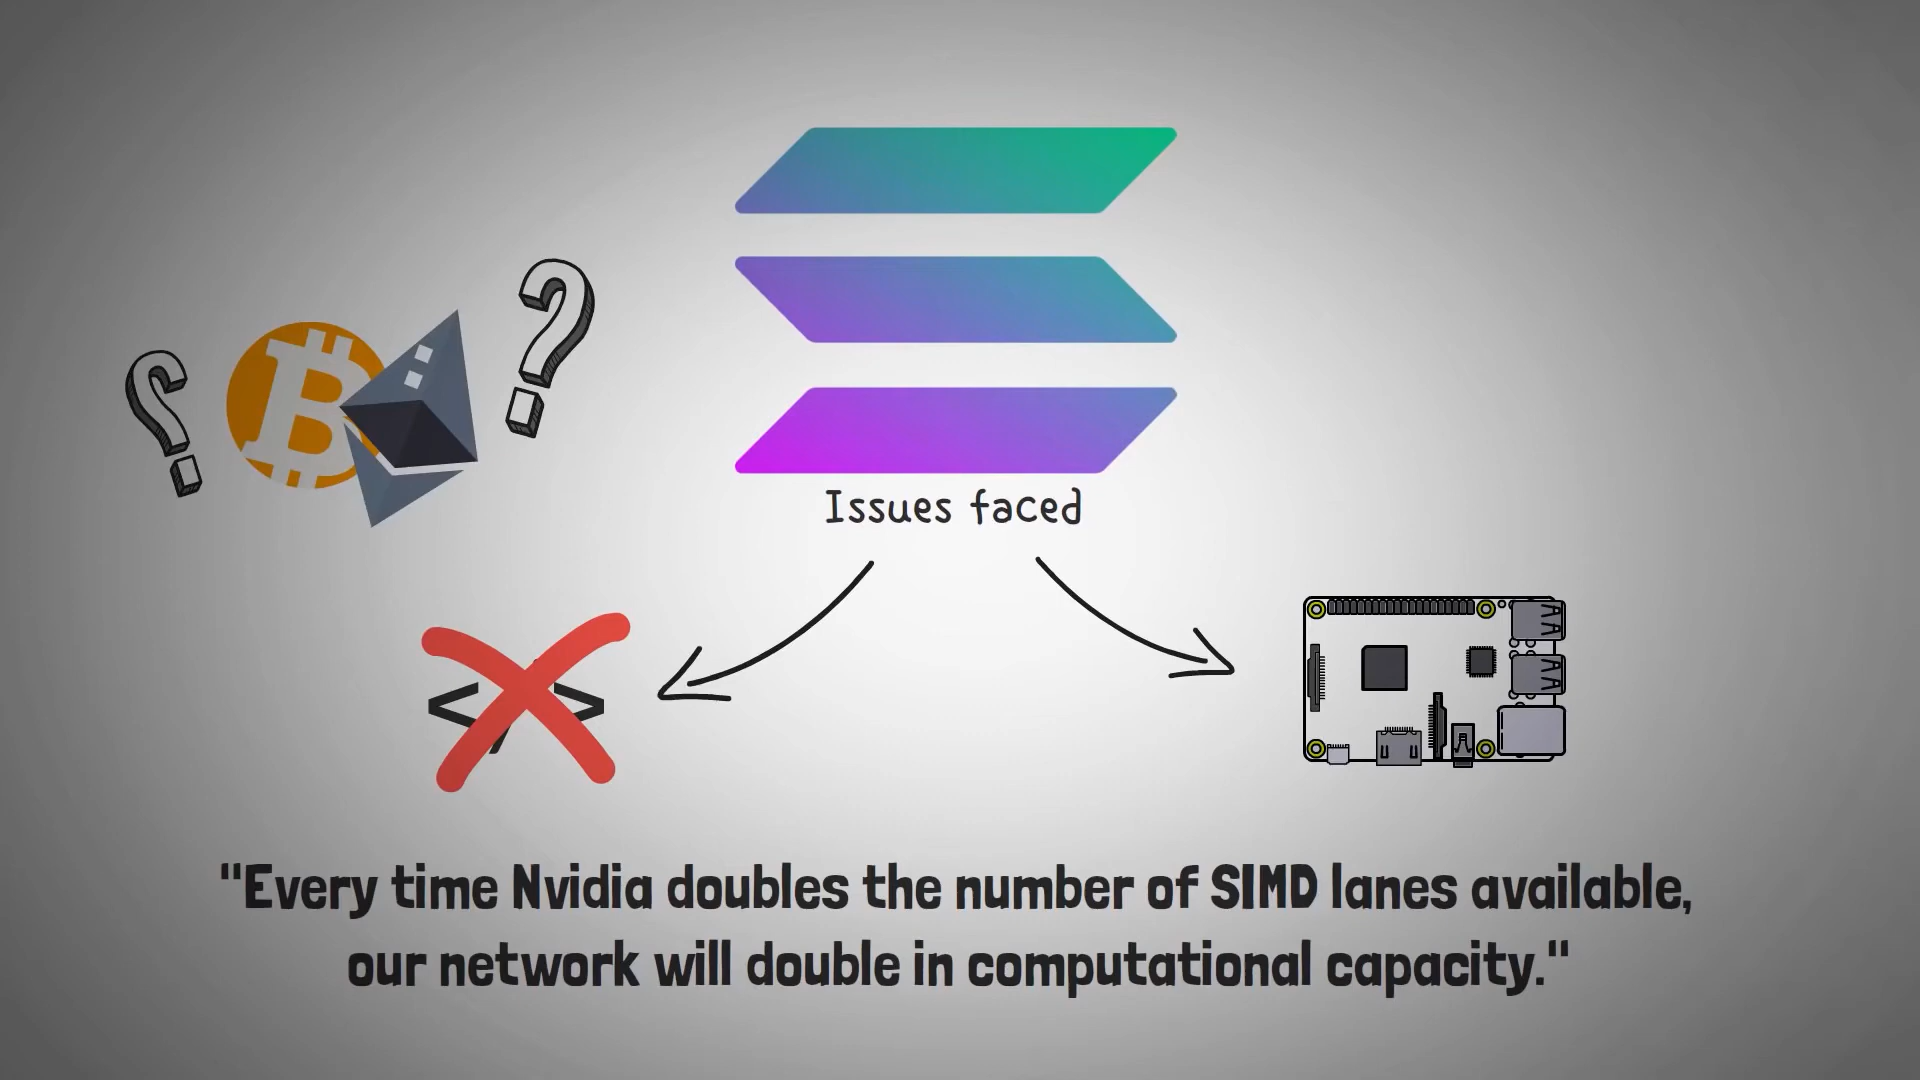 Issues faced
"Every time Nvidia doubles the number of SIMD lanes available,
our network will double in computational capacity."